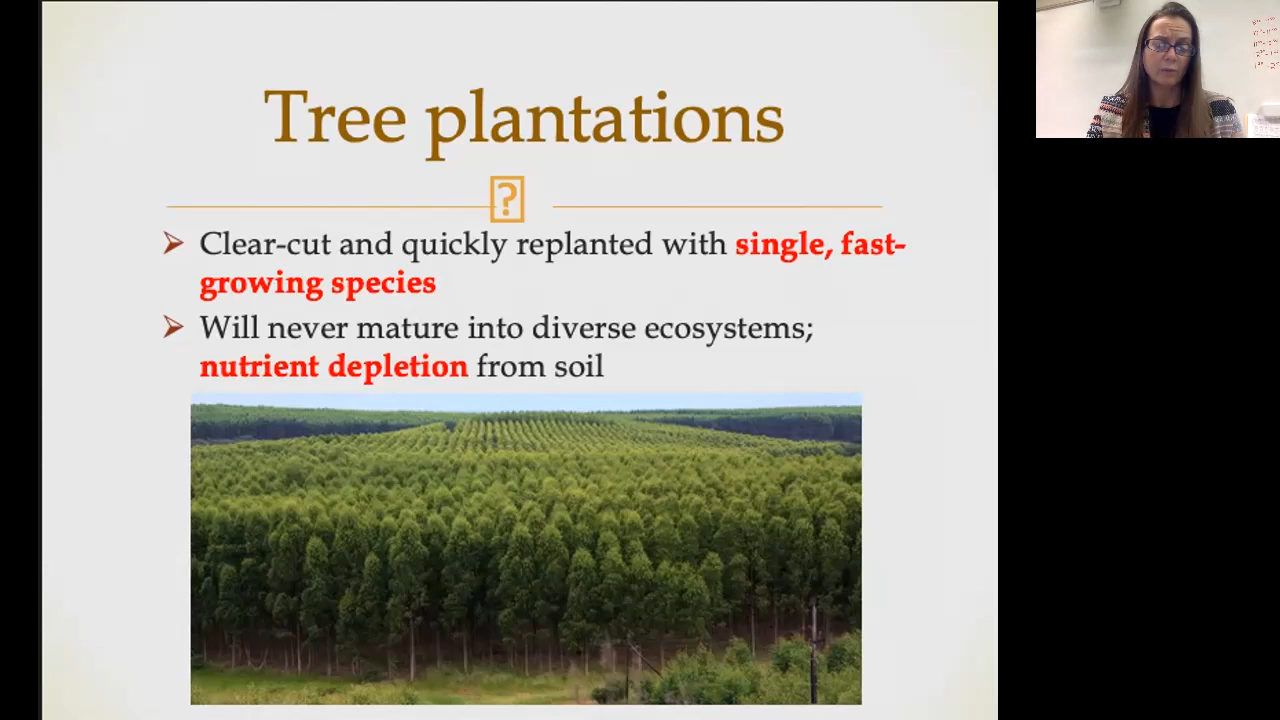 Tree plantations
Clear-cut and quickly replanted with single, fast-
growing species
Will never mature into diverse ecosystems;
nutrient depletion from soil